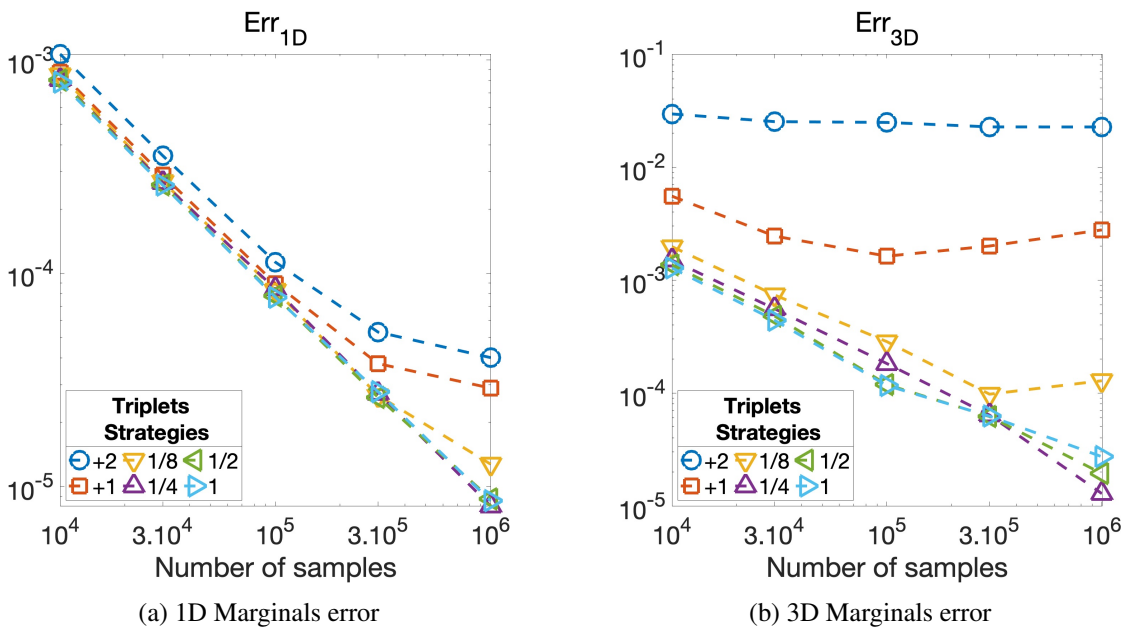 Err1D
10^-3
10^-4
10^-5
Triplets
Strategies
+2 1/8 1/2
+1 1/4 1
10^4 3.10^4 10^5 3.10^5 10^6
Number of samples
(a) 1D Marginals error
Err3D
10^-1
10^-2
10^-3
10^-4
10^-5
Triplets
Strategies
+2 1/8 1/2
+1 1/4 1
10^4 3.10^4 10^5 3.10^5 10^6
Number of samples
(b) 3D Marginals error